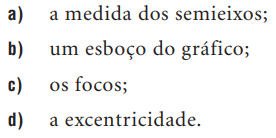 a) a medida dos semieixos;
b) um esboço do gráfico;
c) os focos;
d) a excentricidade.